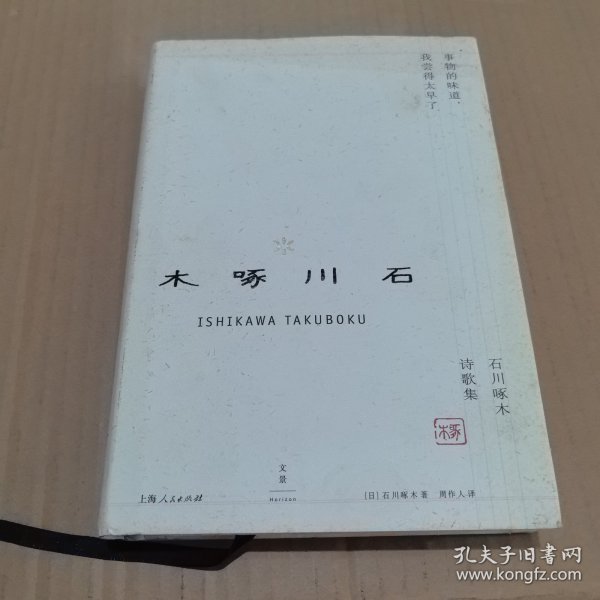 事物的味道，
我尝得太早了
木啄川石
ISHIKAWA TAKUBOKU
石川啄木
诗歌集
木啄
文景
Horizon
上海人民出版社
［日］石川啄木 著 周作人 译
孔夫子旧书网
www.kongfz.com